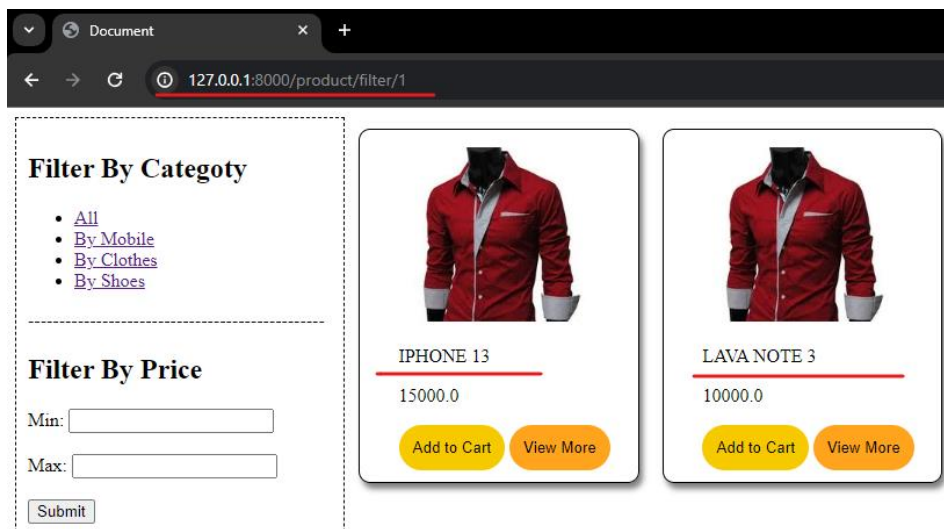 Document
127.0.0.1:8000/product/filter/1
Filter By Categoty
All
By Mobile
By Clothes
By Shoes
Filter By Price
Min:
Max:
Submit
IPHONE 13
15000.0
Add to Cart View More
LAVA NOTE 3
10000.0
Add to Cart View More